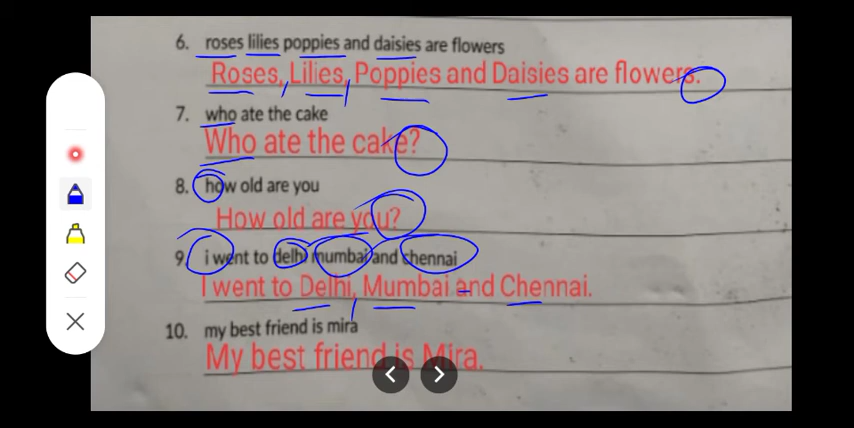 6. roses lilies poppies and daisies are flowers
Roses, Lilies, Poppies and Daisies are flowers.
7. who ate the cake
Who ate the cake?
8. how old are you
How old are you?
9. i went to delhi mumbai and chennai
I went to Delhi, Mumbai and Chennai.
10. my best friend is mira
My best friend is Mira.